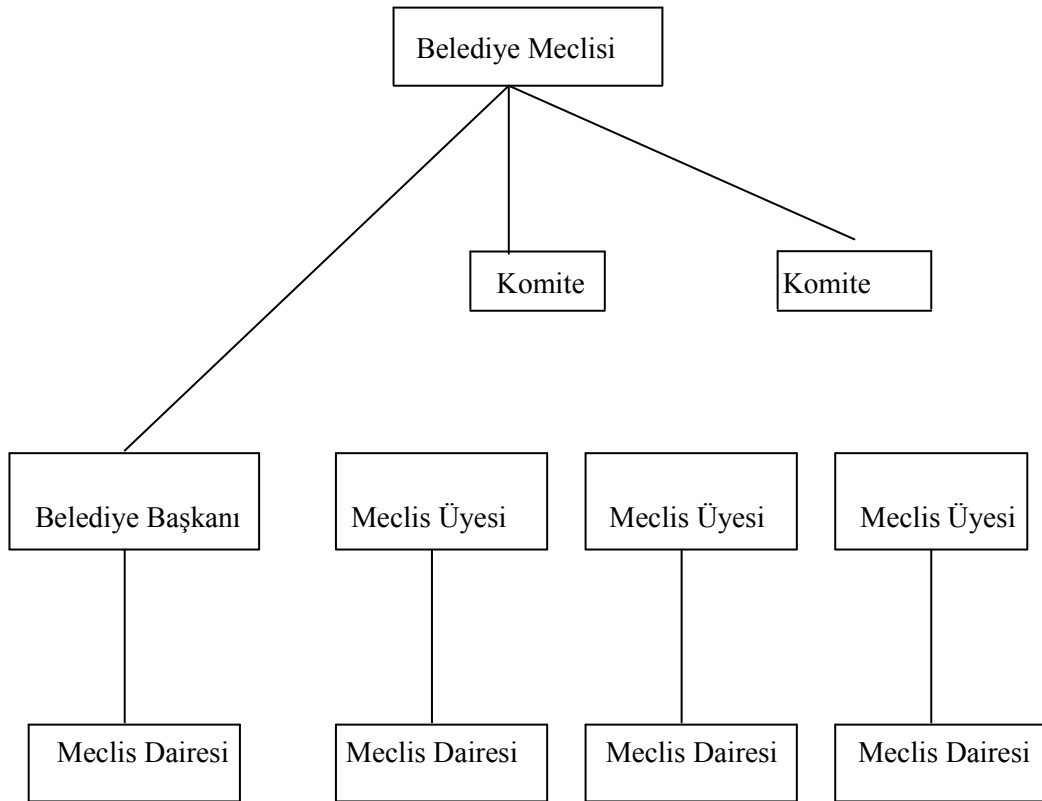 Belediye Meclisi
Komite
Komite
Belediye Başkanı
Meclis Üyesi
Meclis Üyesi
Meclis Üyesi
Meclis Dairesi
Meclis Dairesi
Meclis Dairesi
Meclis Dairesi